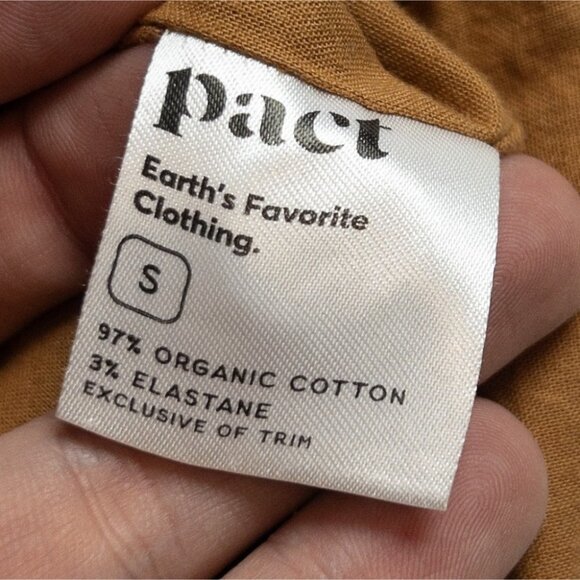 pact
Earth's Favorite
Clothing.
S
97% ORGANIC COTTON
3% ELASTANE
EXCLUSIVE OF TRIM